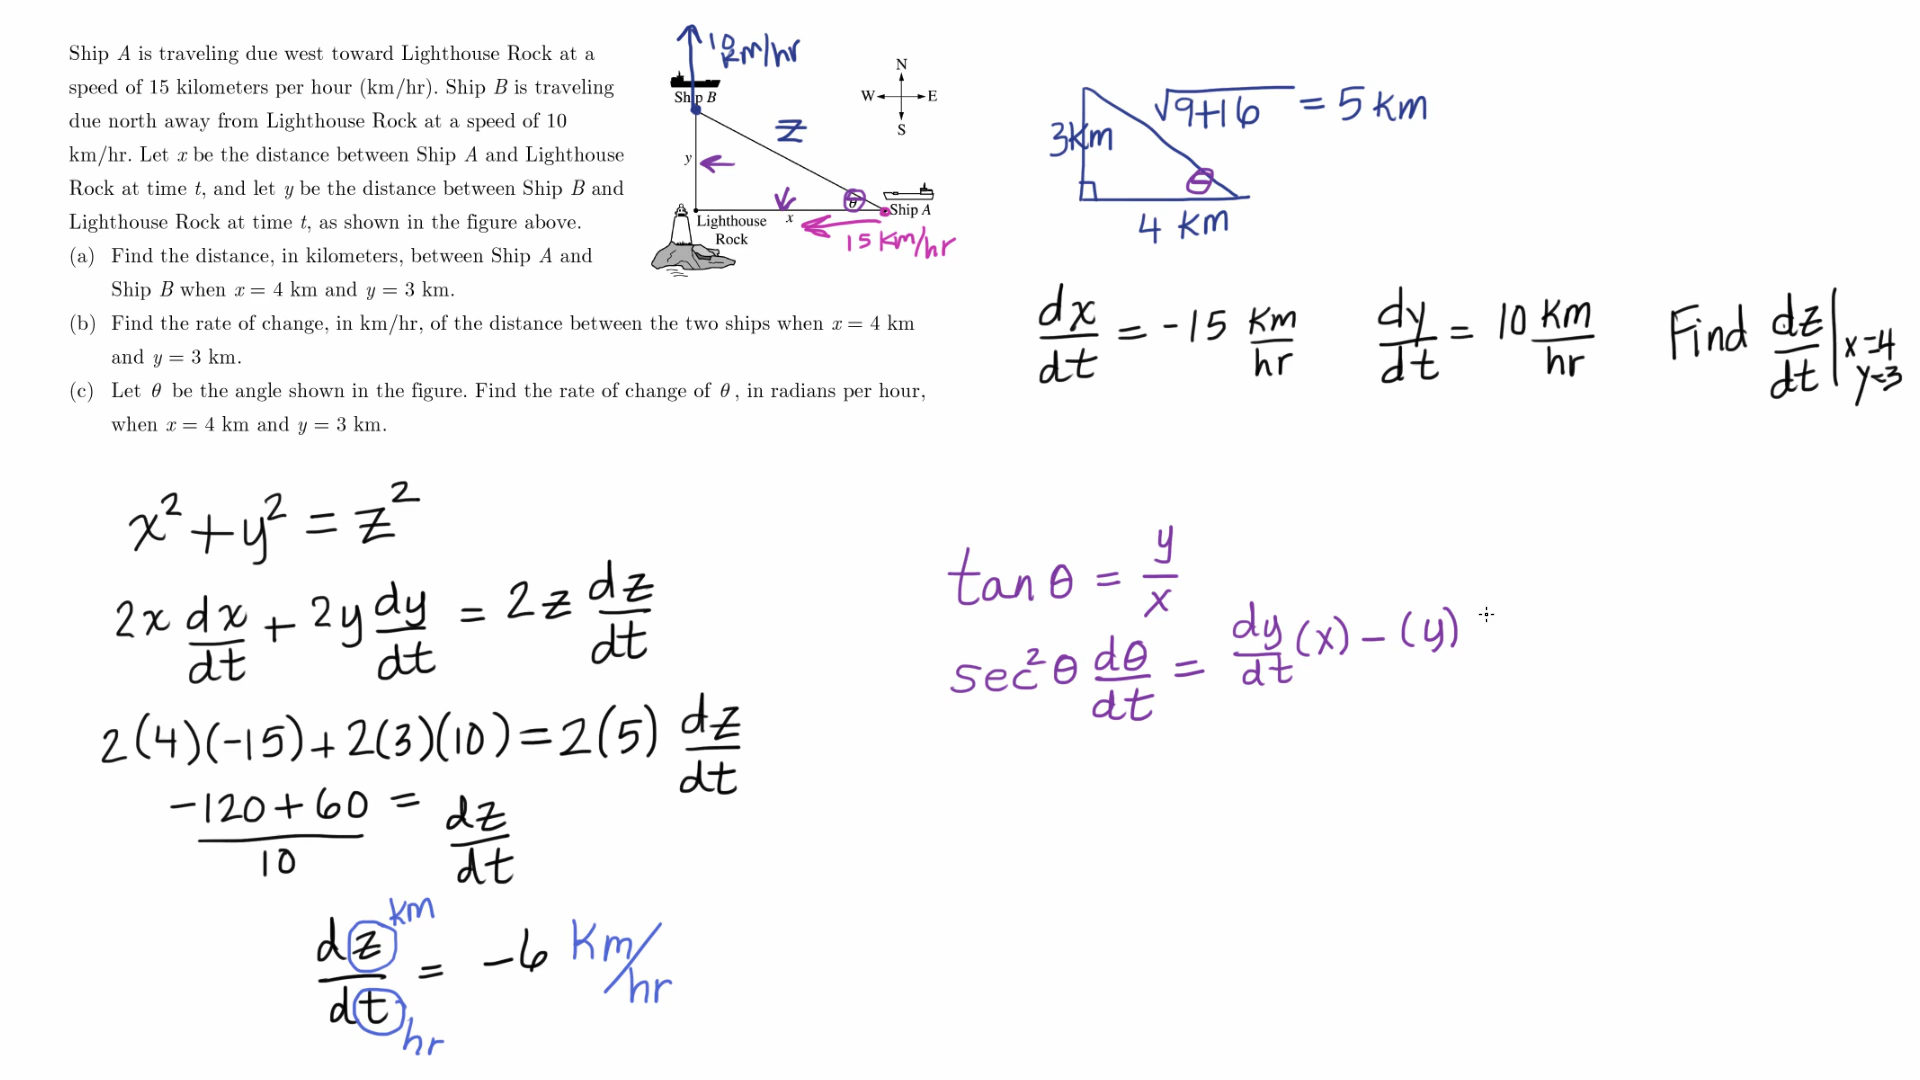 Ship A is traveling due west toward Lighthouse Rock at a
speed of 15 kilometers per hour (km/hr). Ship B is traveling
due north away from Lighthouse Rock at a speed of 10
km/hr. Let x be the distance between Ship A and Lighthouse
Rock at time t, and let y be the distance between Ship B and
Lighthouse Rock at time t, as shown in the figure above.
(a) Find the distance, in kilometers, between Ship A and
Ship B when x = 4 km and y = 3 km.
(b) Find the rate of change, in km/hr, of the distance between the two ships when x = 4 km
and y = 3 km.
(c) Let θ be the angle shown in the figure. Find the rate of change of θ, in radians per hour,
when x = 4 km and y = 3 km.
10 km/hr
Ship B
z
y
θ
x
Ship A
Lighthouse
Rock
15 km/hr
N
W E
S
3km
√9+16 = 5 km
θ
4 km
dx/dt = -15 km/hr
dy/dt = 10 km/hr
Find dz/dt | x=4 y=3
x² + y² = z²
2x dx/dt + 2y dy/dt = 2z dz/dt
2(4)(-15)+2(3)(10)=2(5) dz/dt
-120+60/10 = dz/dt
dz/dt = -6 km/hr
km
hr
tan θ = y/x
sec²θ dθ/dt = dy/dt (x) - (y)